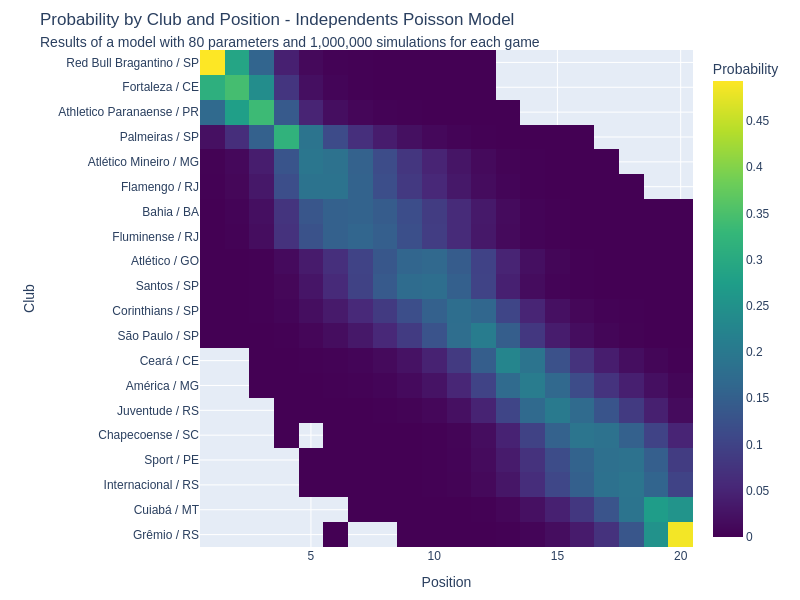 Probability by Club and Position - Independents Poisson Model
Results of a model with 80 parameters and 1,000,000 simulations for each game
Probability
Club
Red Bull Bragantino / SP
Fortaleza / CE
Athletico Paranaense / PR
Palmeiras / SP
Atlético Mineiro / MG
Flamengo / RJ
Bahia / BA
Fluminense / RJ
Atlético / GO
Santos / SP
Corinthians / SP
São Paulo / SP
Ceará / CE
América / MG
Juventude / RS
Chapecoense / SC
Sport / PE
Internacional / RS
Cuiabá / MT
Grêmio / RS
5
10
15
20
Position
0.45
0.4
0.35
0.3
0.25
0.2
0.15
0.1
0.05
0